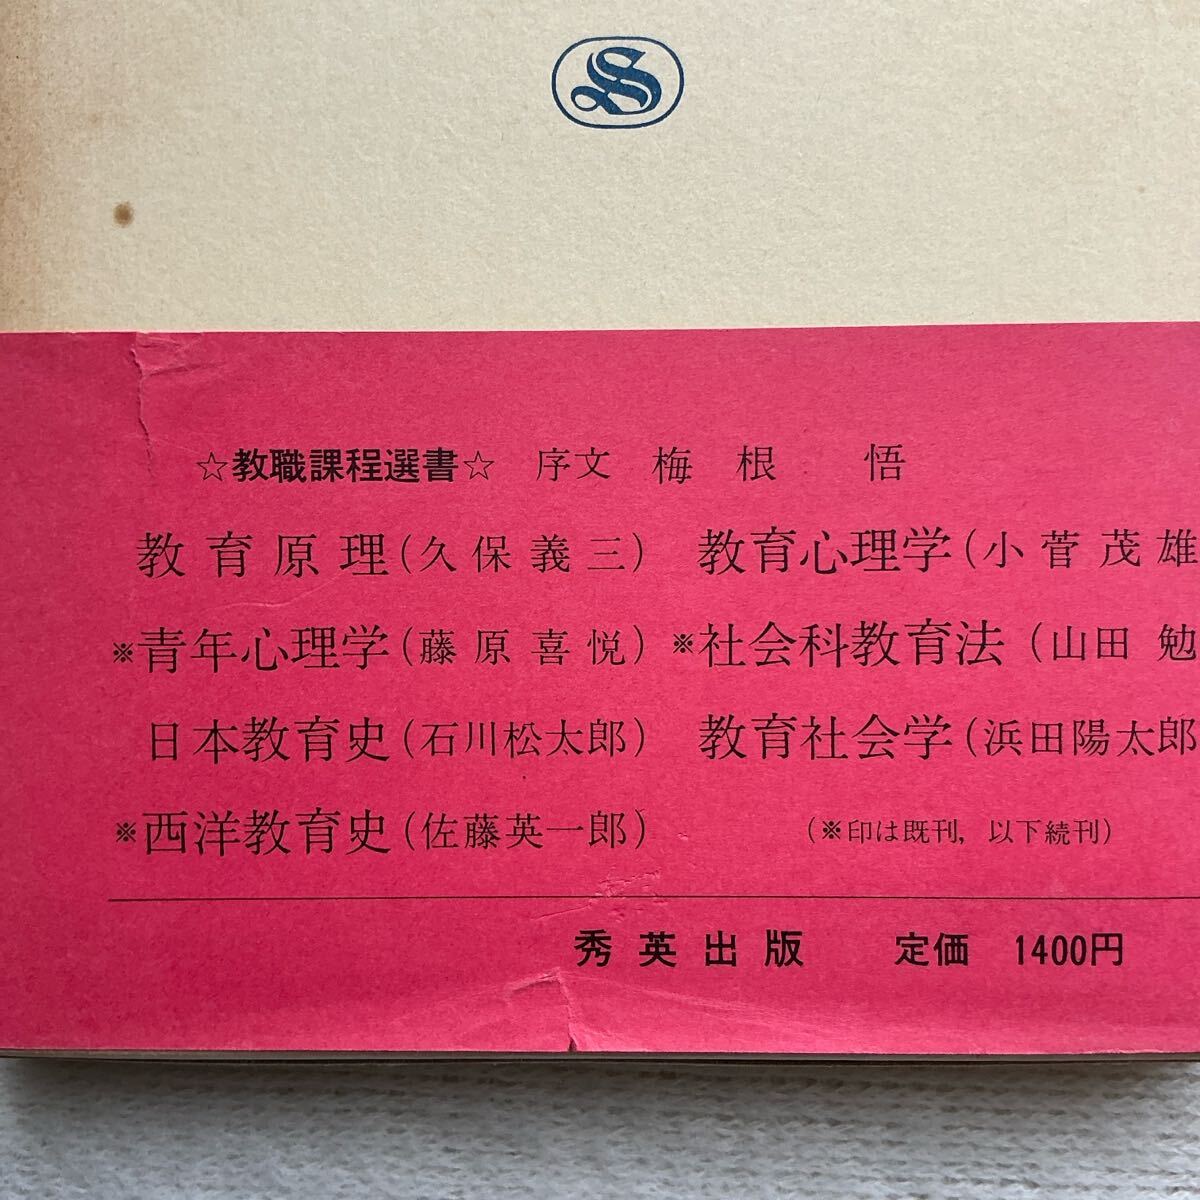 S
☆教職課程選書☆ 序文 梅根 悟
教育原理(久保義三) 教育心理学(小菅茂雄
※青年心理学(藤原喜悦) ※社会科教育法(山田 勉
日本教育史(石川松太郎) 教育社会学(浜田陽太郎
※西洋教育史(佐藤英一郎) (※印は既刊,以下続刊)
秀英出版 定価 1400円